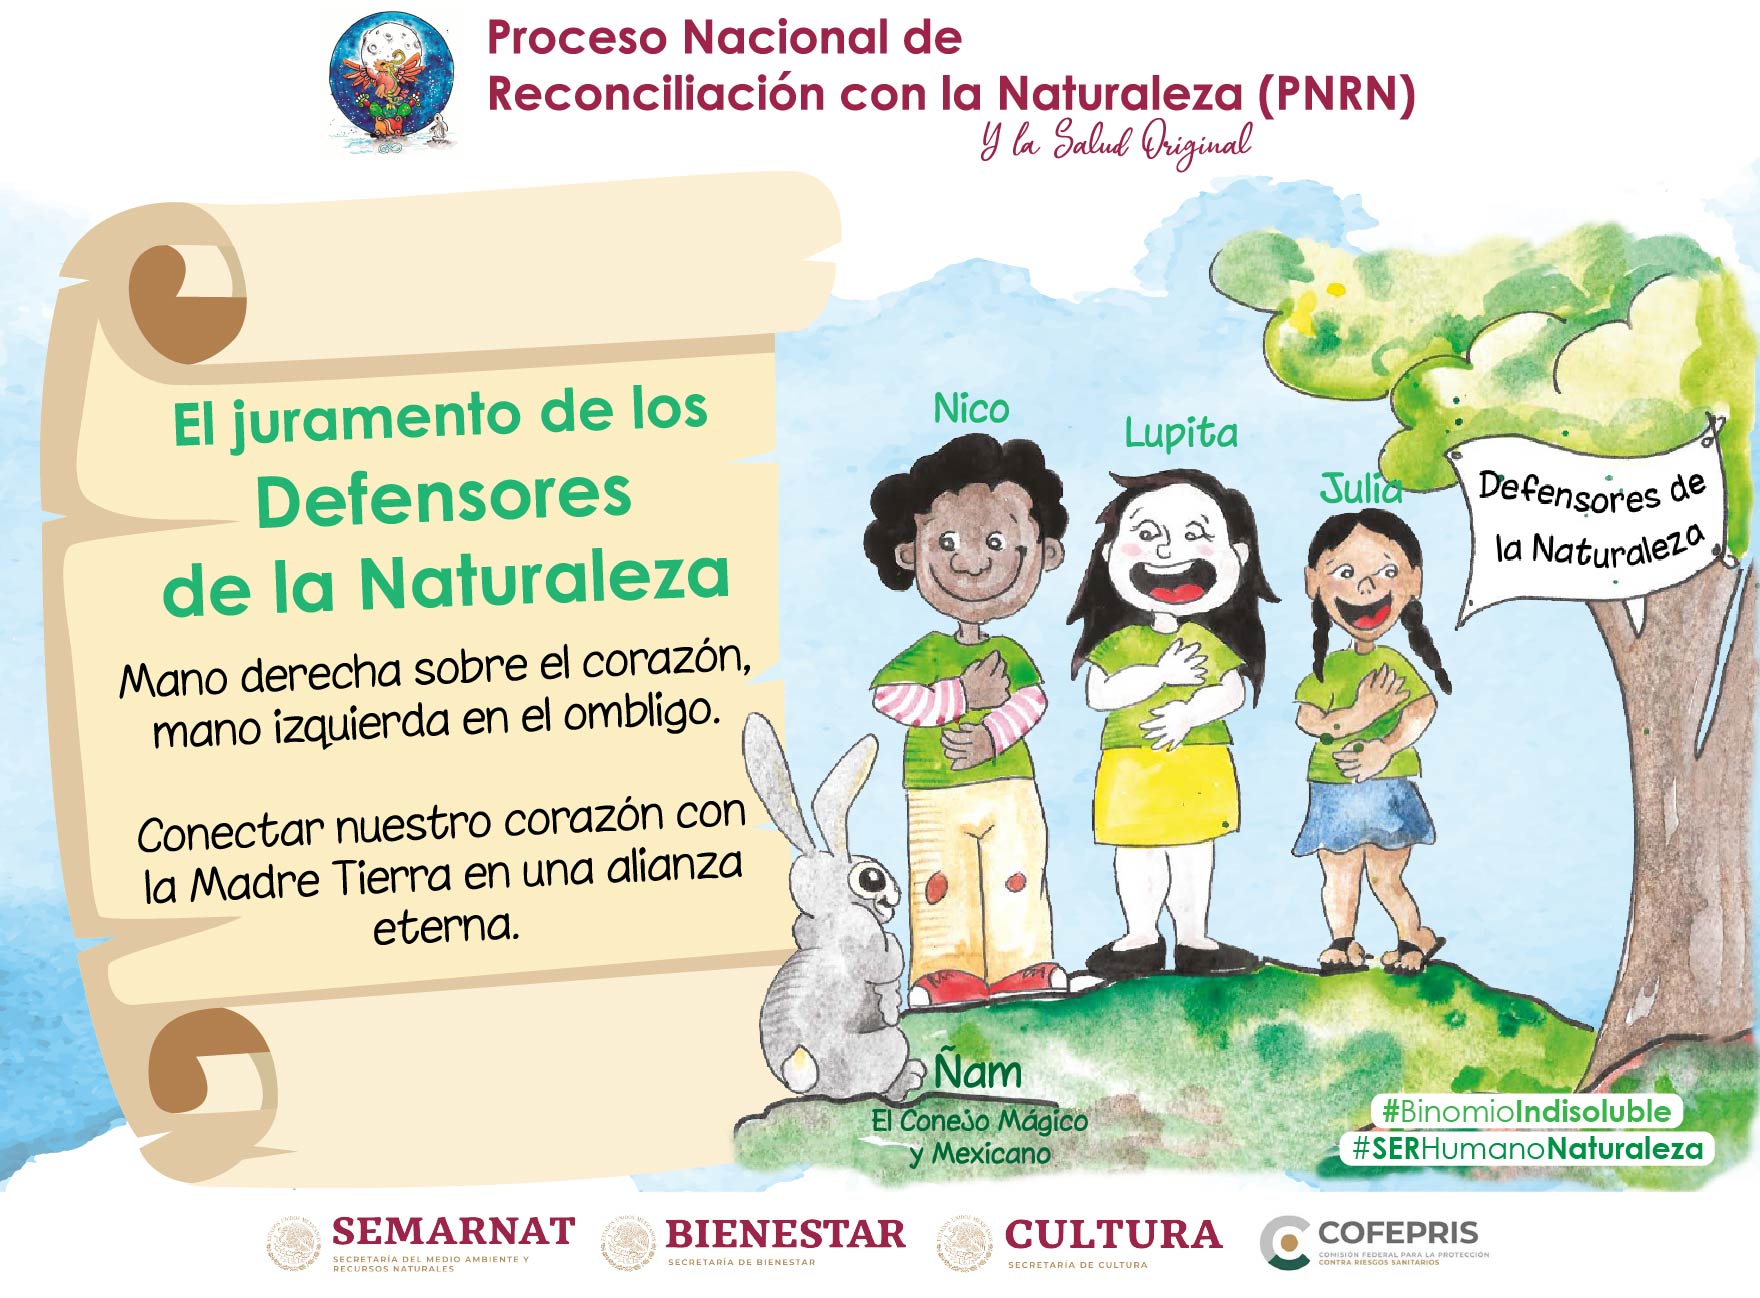 Proceso Nacional de
Reconciliación con la Naturaleza (PNRN)
Y la Salud Original
El juramento de los
Defensores
de la Naturaleza
Mano derecha sobre el corazón,
mano izquierda en el ombligo.
Conectar nuestro corazón con
la Madre Tierra en una alianza
eterna.
Nico
Lupita
Julia
Defensores de
la Naturaleza
Ñam
El Conejo Mágico
y Mexicano
#BinomioIndisoluble
#SERHumanoNaturaleza
SEMARNAT
SECRETARÍA DEL MEDIO AMBIENTE Y
RECURSOS NATURALES
BIENESTAR
SECRETARÍA DE BIENESTAR
CULTURA
SECRETARÍA DE CULTURA
COFEPRIS
COMISIÓN FEDERAL PARA LA PROTECCIÓN
CONTRA RIESGOS SANITARIOS